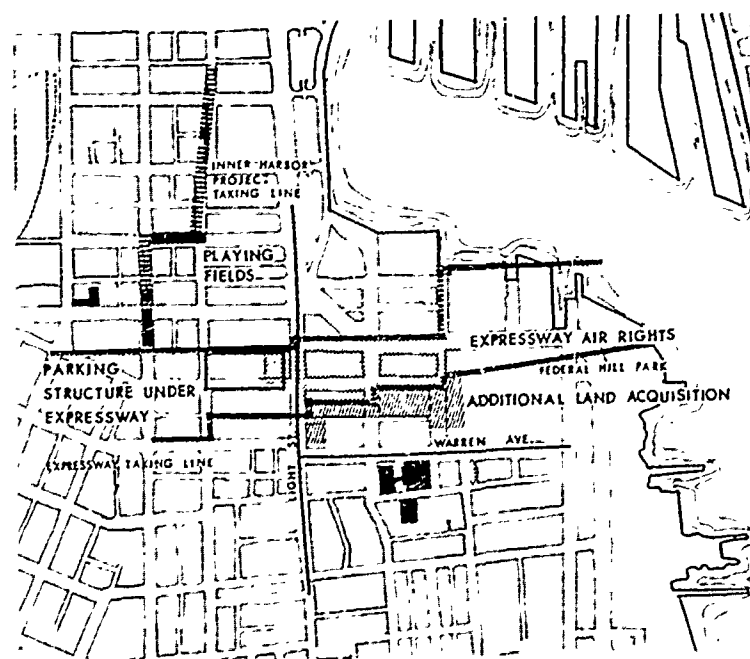 INNER HARBOR
PROJECT
TAKING LINE
PLAYING
FIELDS
EXPRESSWAY AIR RIGHTS
PARKING
STRUCTURE UNDER
EXPRESSWAY
FEDERAL HILL PARK
ADDITIONAL LAND ACQUISITION
WARREN AVE.
EXPRESSWAY TAKING LINE
LIGHT ST.